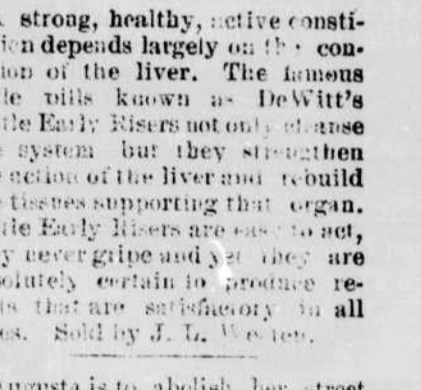 strong, healthy, active consti-
depends largely on the con-
of the liver. The famous
pills known as DeWitt's
Early Risers not only cleanse
system but they strengthen
action of the liver and rebuild
tissues supporting that organ.
Early Risers are easy to act,
never gripe and yet they are
certain to produce re-
that are satisfactory in all
Sold by J. L.
Augusta is to abolish her street